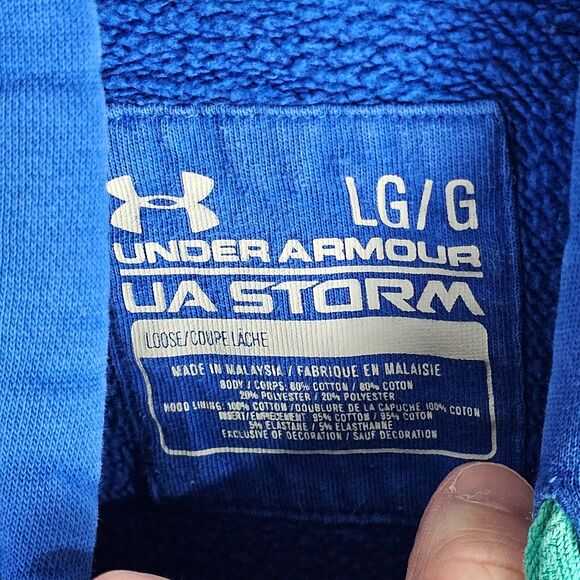 LG/G
UNDER ARMOUR
UA STORM
LOOSE/COUPE LÂCHE
MADE IN MALAYSIA / FABRIQUE EN MALAISIE
BODY / CORPS: 80% COTTON / 80% COTON
20% POLYESTER / 20% POLYESTER
HOOD LINING: 100% COTTON/DOUBLURE DE LA CAPUCHE 100% COTON
INSERT/EMPIECEMENT 95% COTTON / 95% COTON
5% ELASTANE / 5% ELASTHANNE
EXCLUSIVE OF DECORATION / SAUF DECORATION